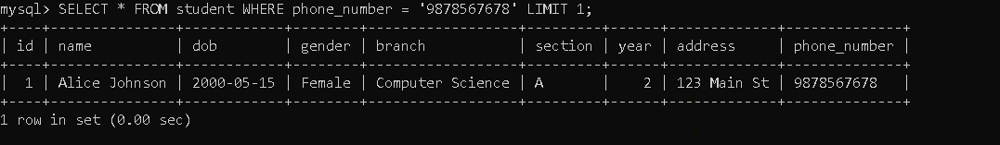 mysql> SELECT * FROM student WHERE phone_number = '9878567678' LIMIT 1;
+----+---------------+------------+--------+------------------+---------+------+-------------+--------------+
| id | name          | dob        | gender | branch           | section | year | address     | phone_number |
+----+---------------+------------+--------+------------------+---------+------+-------------+--------------+
|  1 | Alice Johnson | 2000-05-15 | Female | Computer Science | A       |    2 | 123 Main St | 9878567678   |
+----+---------------+------------+--------+------------------+---------+------+-------------+--------------+
1 row in set (0.00 sec)